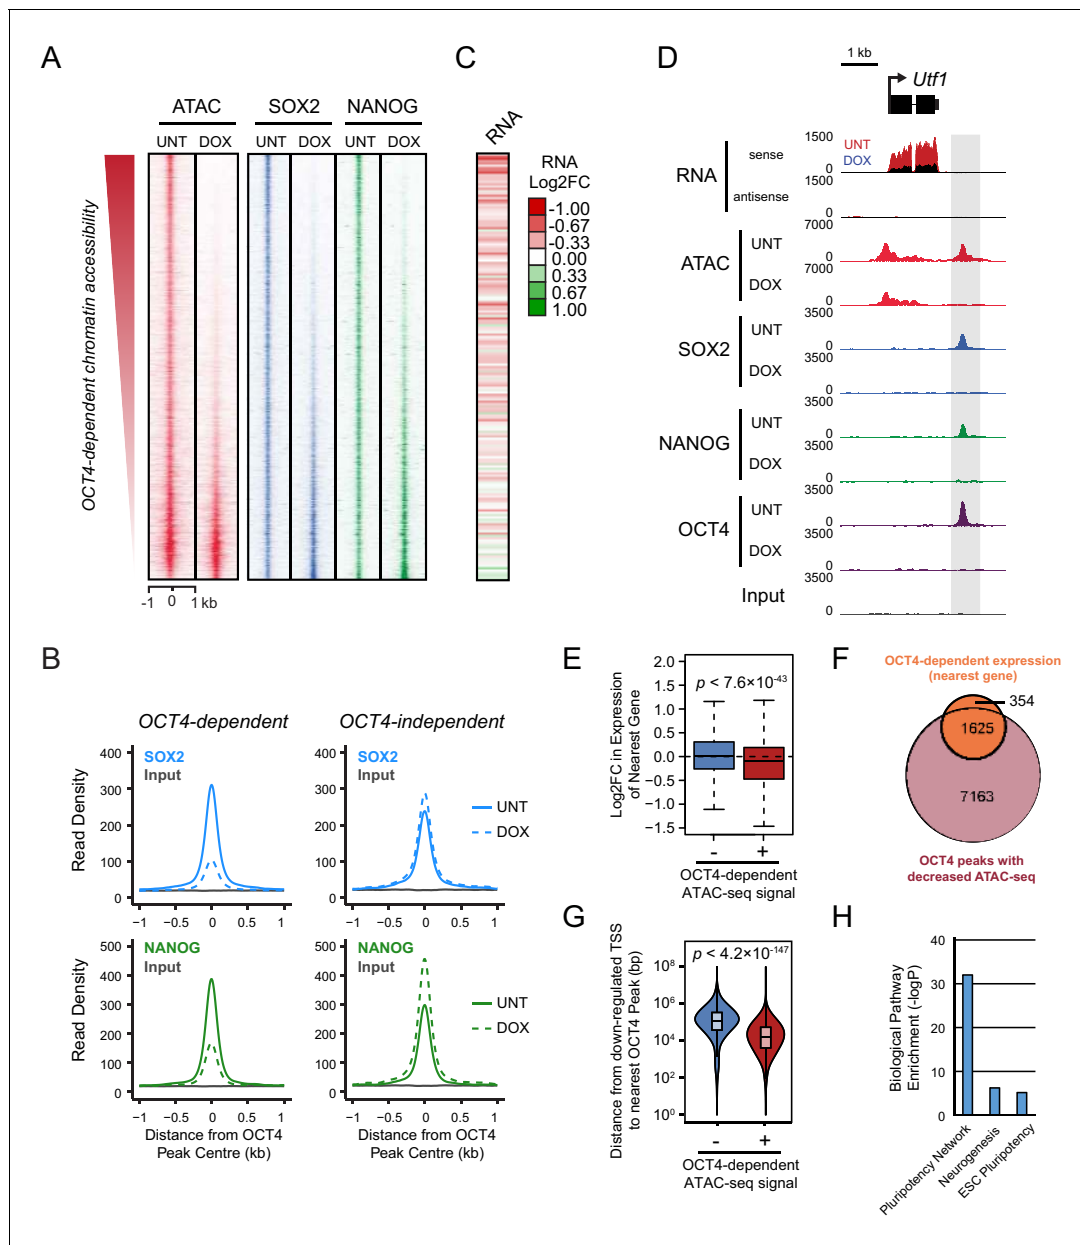 A
ATAC
SOX2
NANOG
UNT
DOX
UNT
DOX
UNT
DOX
OCT4-dependent chromatin accessibility
-1
0
1 kb
C
RNA
RNA
Log2FC
-1.00
-0.67
-0.33
0.00
0.33
0.67
1.00
D
1 kb
Utf1
RNA
sense
antisense
UNT
DOX
1500
0
1500
0
ATAC
UNT
DOX
7000
0
7000
0
SOX2
UNT
DOX
3500
0
3500
0
NANOG
UNT
DOX
3500
0
3500
0
OCT4
UNT
DOX
3500
0
3500
0
Input
3500
0
B
OCT4-dependent
OCT4-independent
Read Density
400
300
200
100
0
SOX2
Input
−1
−0.5
0
0.5
1
400
300
200
100
0
SOX2
Input
UNT
DOX
−1
−0.5
0
0.5
1
Read Density
500
400
300
200
100
0
NANOG
Input
−1
−0.5
0
0.5
1
Distance from OCT4
Peak Centre (kb)
500
400
300
200
100
0
NANOG
Input
UNT
DOX
−1
−0.5
0
0.5
1
Distance from OCT4
Peak Centre (kb)
E
Log2FC in Expression
of Nearest Gene
2.0
1.5
1.0
0.5
0.0
−0.5
−1.0
−1.5
p < 7.6×10⁻⁴³
-
+
OCT4-dependent
ATAC-seq signal
F
OCT4-dependent expression
(nearest gene)
354
1625
7163
OCT4 peaks with
decreased ATAC-seq
G
Distance from down-regulated TSS
to nearest OCT4 Peak (bp)
10⁸
10⁶
10⁴
10²
10⁰
p < 4.2×10⁻¹⁴⁷
-
+
OCT4-dependent
ATAC-seq signal
H
Biological Pathway
Enrichment (-logP)
40
30
20
10
0
Pluripotency Network
Neurogenesis
ESC Pluripotency